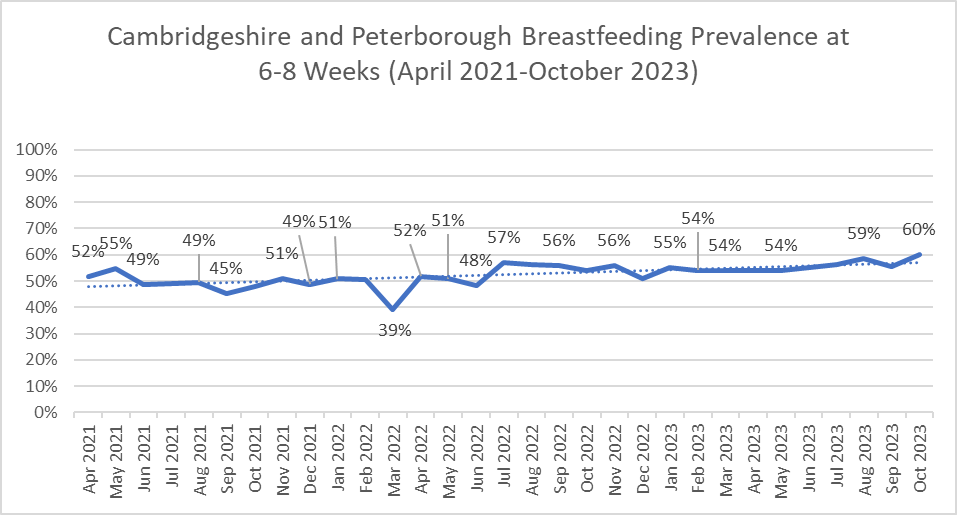 Cambridgeshire and Peterborough Breastfeeding Prevalence at
6-8 Weeks (April 2021-October 2023)
100%
90%
80%
70%
60%
50%
40%
30%
20%
10%
0%
52%
55%
49%
49%
45%
51%
49%
51%
39%
52%
51%
48%
57%
56%
56%
55%
54%
54%
54%
59%
60%
Apr 2021
May 2021
Jun 2021
Jul 2021
Aug 2021
Sep 2021
Oct 2021
Nov 2021
Dec 2021
Jan 2022
Feb 2022
Mar 2022
Apr 2022
May 2022
Jun 2022
Jul 2022
Aug 2022
Sep 2022
Oct 2022
Nov 2022
Dec 2022
Jan 2023
Feb 2023
Mar 2023
Apr 2023
May 2023
Jun 2023
Jul 2023
Aug 2023
Sep 2023
Oct 2023